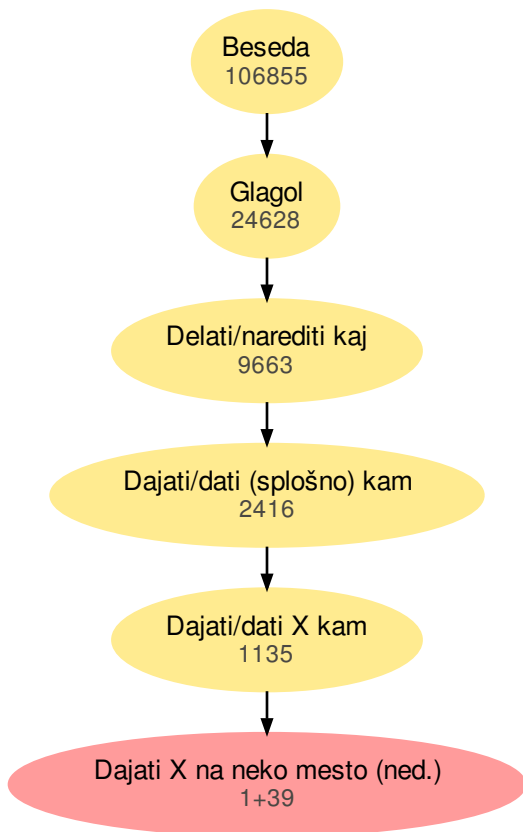 Beseda
106855
Glagol
24628
Delati/narediti kaj
9663
Dajati/dati (splošno) kam
2416
Dajati/dati X kam
1135
Dajati X na neko mesto (ned.)
1+39